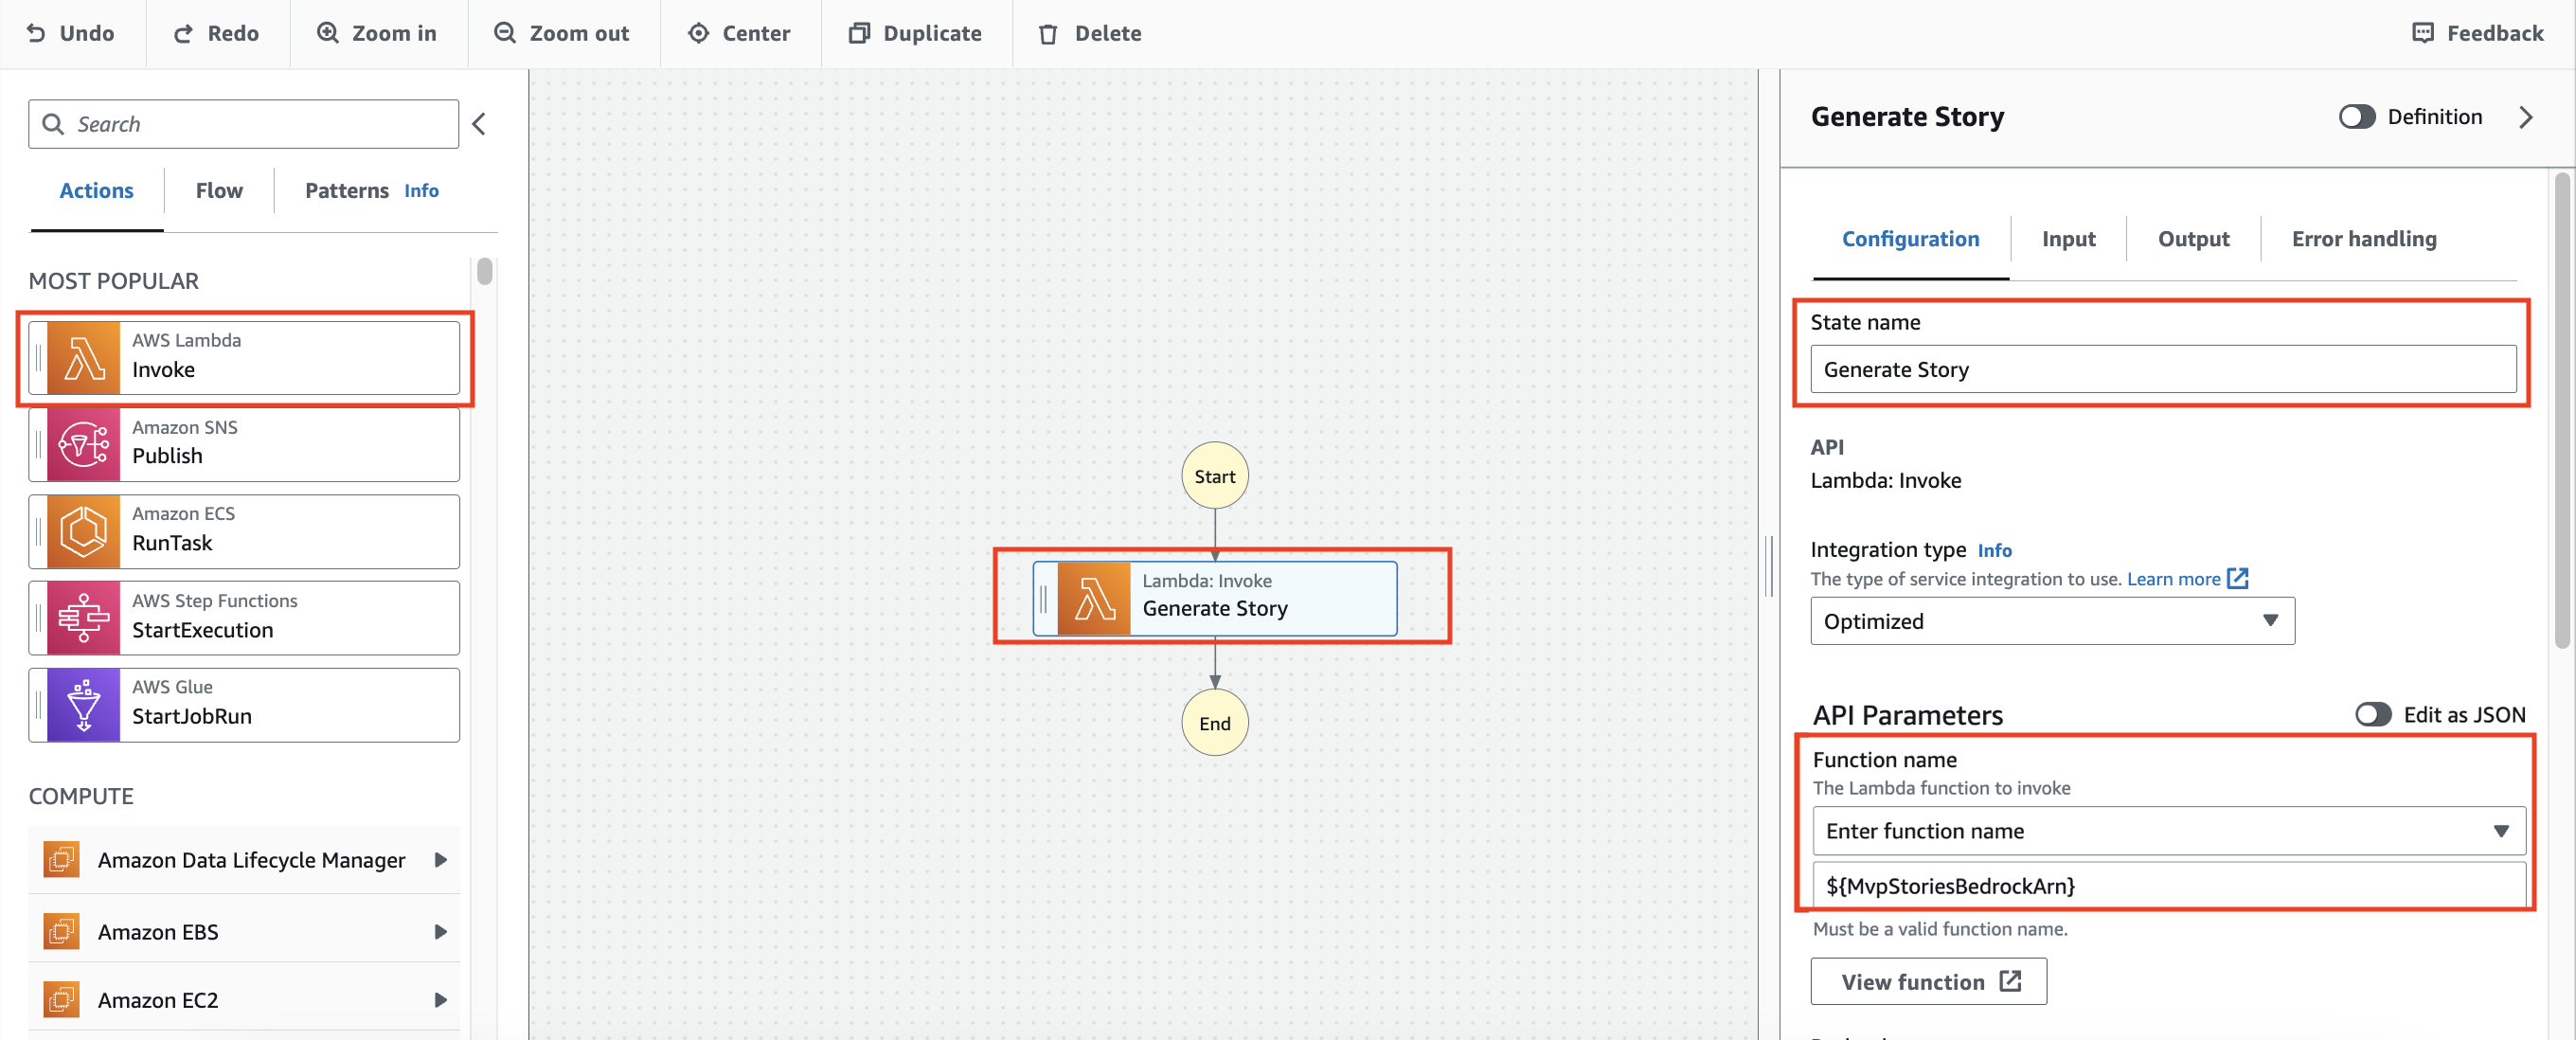 Undo
Redo
Zoom in
Zoom out
Center
Duplicate
Delete
Feedback
Search
Actions
Flow
Patterns Info
MOST POPULAR
AWS Lambda
Invoke
Amazon SNS
Publish
Amazon ECS
RunTask
AWS Step Functions
StartExecution
AWS Glue
StartJobRun
COMPUTE
Amazon Data Lifecycle Manager
Amazon EBS
Amazon EC2
Start
Lambda: Invoke
Generate Story
End
Generate Story
Definition
Configuration
Input
Output
Error handling
State name
Generate Story
API
Lambda: Invoke
Integration type Info
The type of service integration to use. Learn more
Optimized
API Parameters
Edit as JSON
Function name
The Lambda function to invoke
Enter function name
${MvpStoriesBedrockArn}
Must be a valid function name.
View function